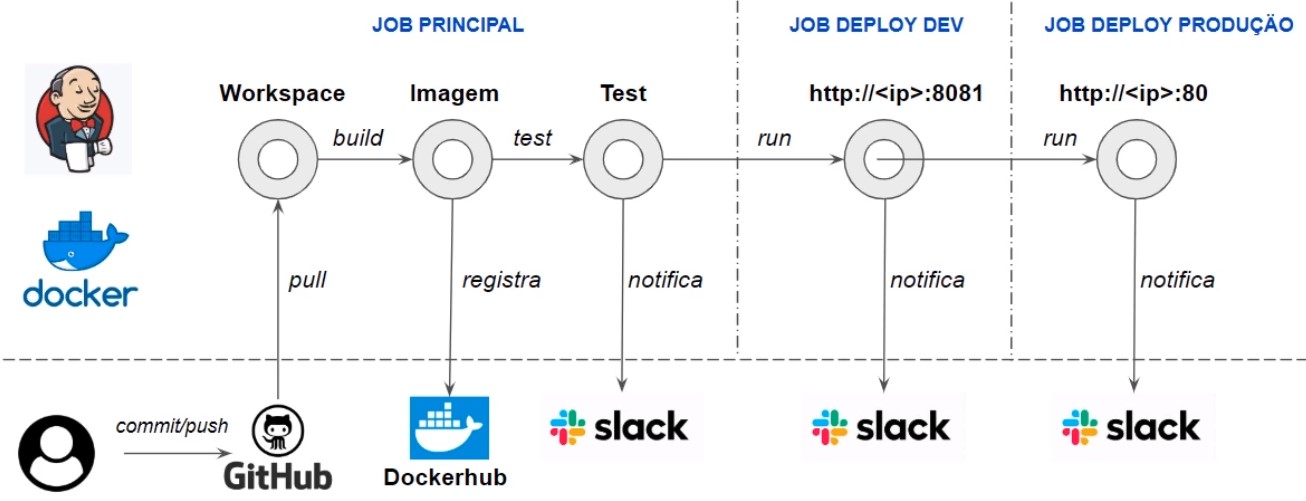 JOB PRINCIPAL
JOB DEPLOY DEV
JOB DEPLOY PRODUÇÃO
Workspace
Imagem
Test
http://<ip>:8081
http://<ip>:80
build
test
run
run
docker
pull
registra
notifica
notifica
notifica
commit/push
GitHub
Dockerhub
slack
slack
slack